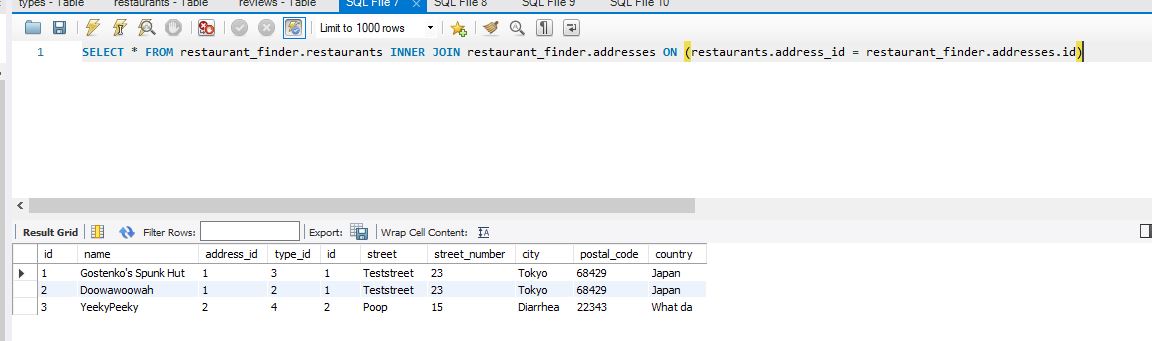 types - Table restaurants - Table reviews - Table SQL File 7 SQL File 8 SQL File 9 SQL File 10
Limit to 1000 rows
1 SELECT * FROM restaurant_finder.restaurants INNER JOIN restaurant_finder.addresses ON (restaurants.address_id = restaurant_finder.addresses.id)
Result Grid Filter Rows: Export: Wrap Cell Content:
id name address_id type_id id street street_number city postal_code country
1 Gostenko's Spunk Hut 1 3 1 Teststreet 23 Tokyo 68429 Japan
2 Doowawoowah 1 2 1 Teststreet 23 Tokyo 68429 Japan
3 YeekyPeeky 2 4 2 Poop 15 Diarrhea 22343 What da